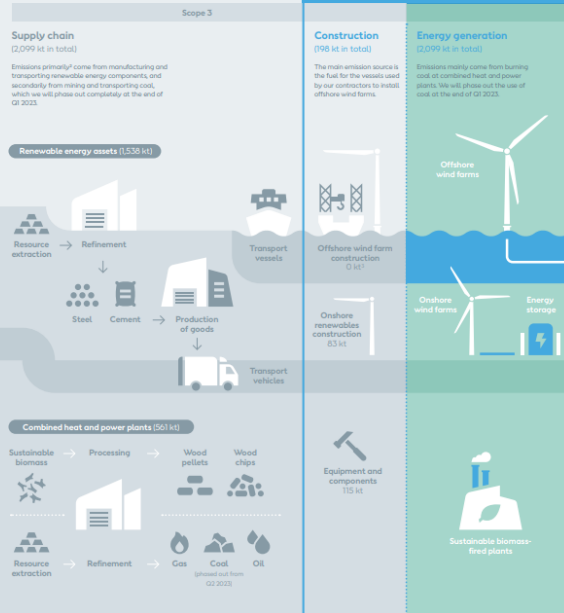 Scope 3
Supply chain
(2,099 kt in total)
Emissions primarily² come from manufacturing and
transporting renewable energy components, and
secondarily from mining and transporting coal,
which we will phase out completely at the end of
Q1 2023.
Construction
(198 kt in total)
The main emission source is
the fuel for the vessels used
by our contractors to install
offshore wind farms.
Energy generation
(2,099 kt in total)
Emissions mainly come from burning
coal at combined heat and power
plants. We will phase out the use of
coal at the end of Q1 2023.
Renewable energy assets (1,538 kt)
Offshore
wind farms
Resource
extraction
Refinement
Transport
vessels
Offshore wind farm
construction
0 kt³
Steel
Cement
Production
of goods
Onshore
renewables
construction
83 kt
Onshore
wind farms
Energy
storage
Transport
vehicles
Combined heat and power plants (561 kt)
Sustainable
biomass
Processing
Wood
pellets
Wood
chips
Equipment and
components
115 kt
Sustainable biomass-
fired plants
Resource
extraction
Refinement
Gas
Coal
(phased out from
Q2 2023)
Oil